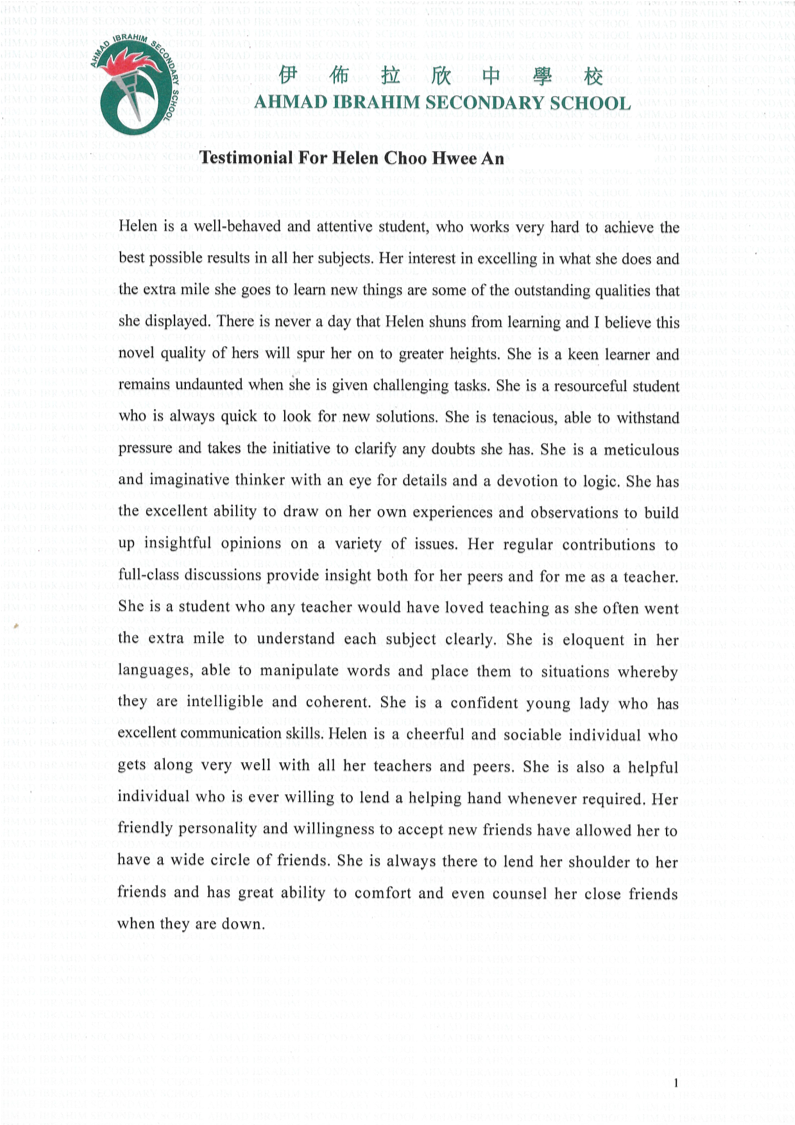 AHMAD IBRAHIM SECONDARY SCHOOL
伊佈拉欣中學校
AHMAD IBRAHIM SECONDARY SCHOOL
Testimonial For Helen Choo Hwee An
Helen is a well-behaved and attentive student, who works very hard to achieve the
best possible results in all her subjects. Her interest in excelling in what she does and
the extra mile she goes to learn new things are some of the outstanding qualities that
she displayed. There is never a day that Helen shuns from learning and I believe this
novel quality of hers will spur her on to greater heights. She is a keen learner and
remains undaunted when she is given challenging tasks. She is a resourceful student
who is always quick to look for new solutions. She is tenacious, able to withstand
pressure and takes the initiative to clarify any doubts she has. She is a meticulous
and imaginative thinker with an eye for details and a devotion to logic. She has
the excellent ability to draw on her own experiences and observations to build
up insightful opinions on a variety of issues. Her regular contributions to
full-class discussions provide insight both for her peers and for me as a teacher.
She is a student who any teacher would have loved teaching as she often went
the extra mile to understand each subject clearly. She is eloquent in her
languages, able to manipulate words and place them to situations whereby
they are intelligible and coherent. She is a confident young lady who has
excellent communication skills. Helen is a cheerful and sociable individual who
gets along very well with all her teachers and peers. She is also a helpful
individual who is ever willing to lend a helping hand whenever required. Her
friendly personality and willingness to accept new friends have allowed her to
have a wide circle of friends. She is always there to lend her shoulder to her
friends and has great ability to comfort and even counsel her close friends
when they are down.
1